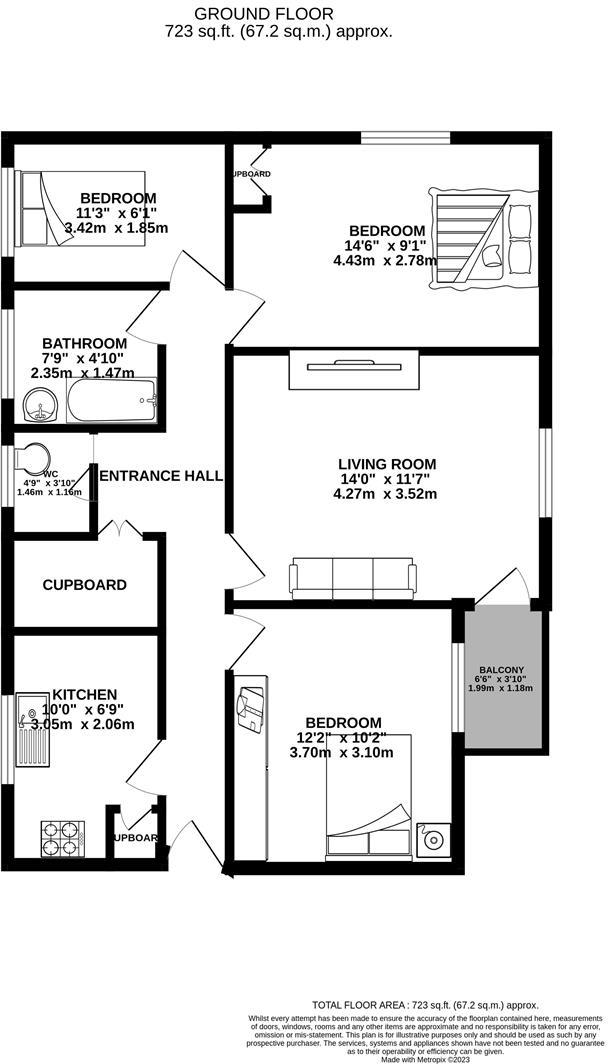 GROUND FLOOR
723 sq.ft. (67.2 sq.m.) approx.
BEDROOM
11'3" x 6'1"
3.42m x 1.85m
UPBOARD
BEDROOM
14'6" x 9'1"
4.43m x 2.78m
BATHROOM
7'9" x 4'10"
2.35m x 1.47m
WC
4'9" x 3'10"
1.46m x 1.16m
ENTRANCE HALL
LIVING ROOM
14'0" x 11'7"
4.27m x 3.52m
CUPBOARD
BALCONY
6'6" x 3'10"
1.99m x 1.18m
KITCHEN
10'0" x 6'9"
3.05m x 2.06m
BEDROOM
12'2" x 10'2"
3.70m x 3.10m
UPBOAR
TOTAL FLOOR AREA : 723 sq.ft. (67.2 sq.m.) approx.
Whilst every attempt has been made to ensure the accuracy of the floorplan contained here, measurements
of doors, windows, rooms and any other items are approximate and no responsibility is taken for any error,
omission or mis-statement. This plan is for illustrative purposes only and should be used as such by any
prospective purchaser. The services, systems and appliances shown have not been tested and no guarantee
as to their operability or efficiency can be given.
Made with Metropix ©2023